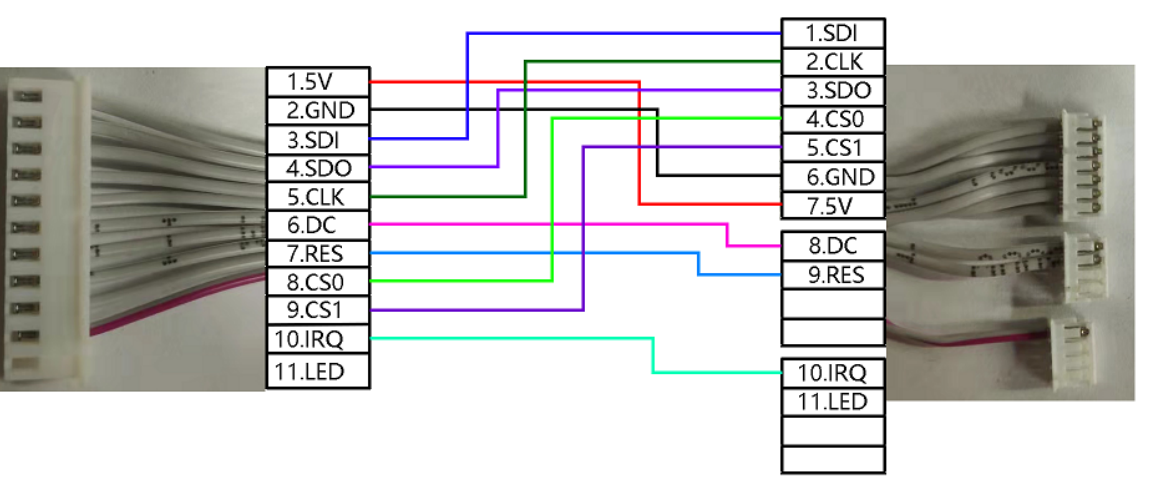 1.5V
2.GND
3.SDI
4.SDO
5.CLK
6.DC
7.RES
8.CS0
9.CS1
10.IRQ
11.LED
1.SDI
2.CLK
3.SDO
4.CS0
5.CS1
6.GND
7.5V
8.DC
9.RES
10.IRQ
11.LED